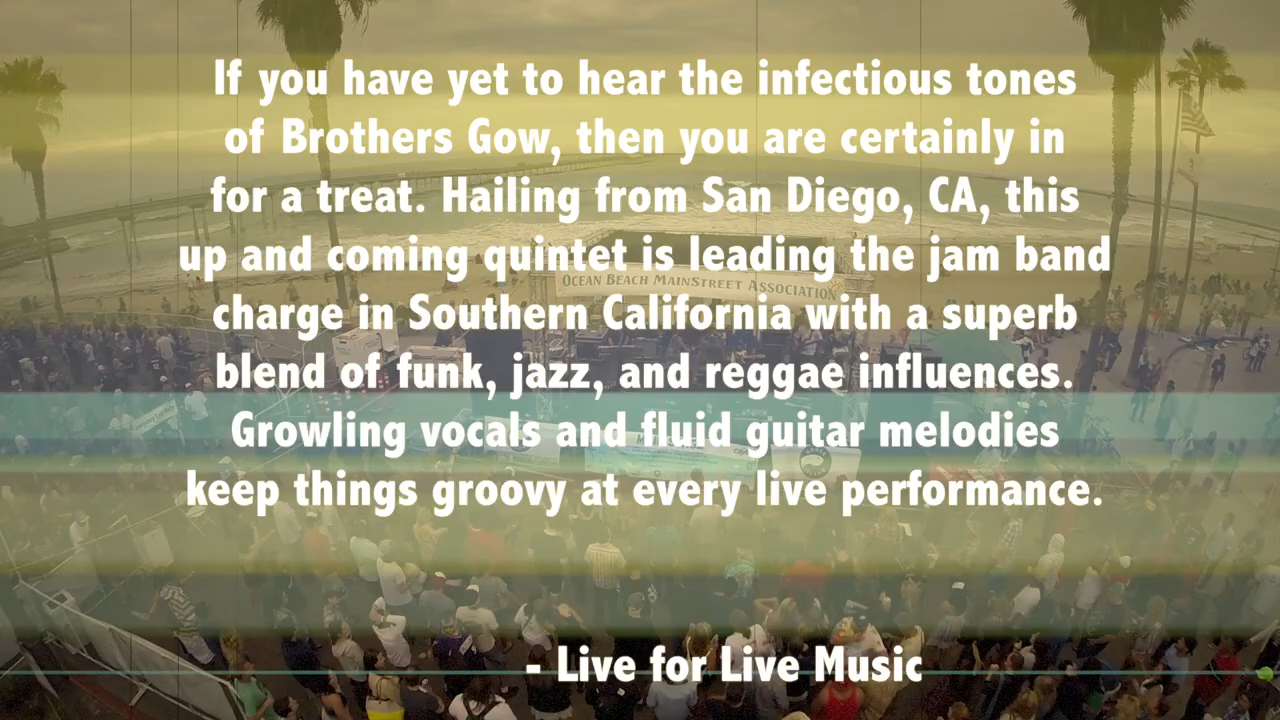 If you have yet to hear the infectious tones
of Brothers Gow, then you are certainly in
for a treat. Hailing from San Diego, CA, this
up and coming quintet is leading the jam band
OCEAN BEACH MAINSTREET ASSOCIATION
charge in Southern California with a superb
blend of funk, jazz, and reggae influences.
Growling vocals and fluid guitar melodies
keep things groovy at every live performance.
- Live for Live Music